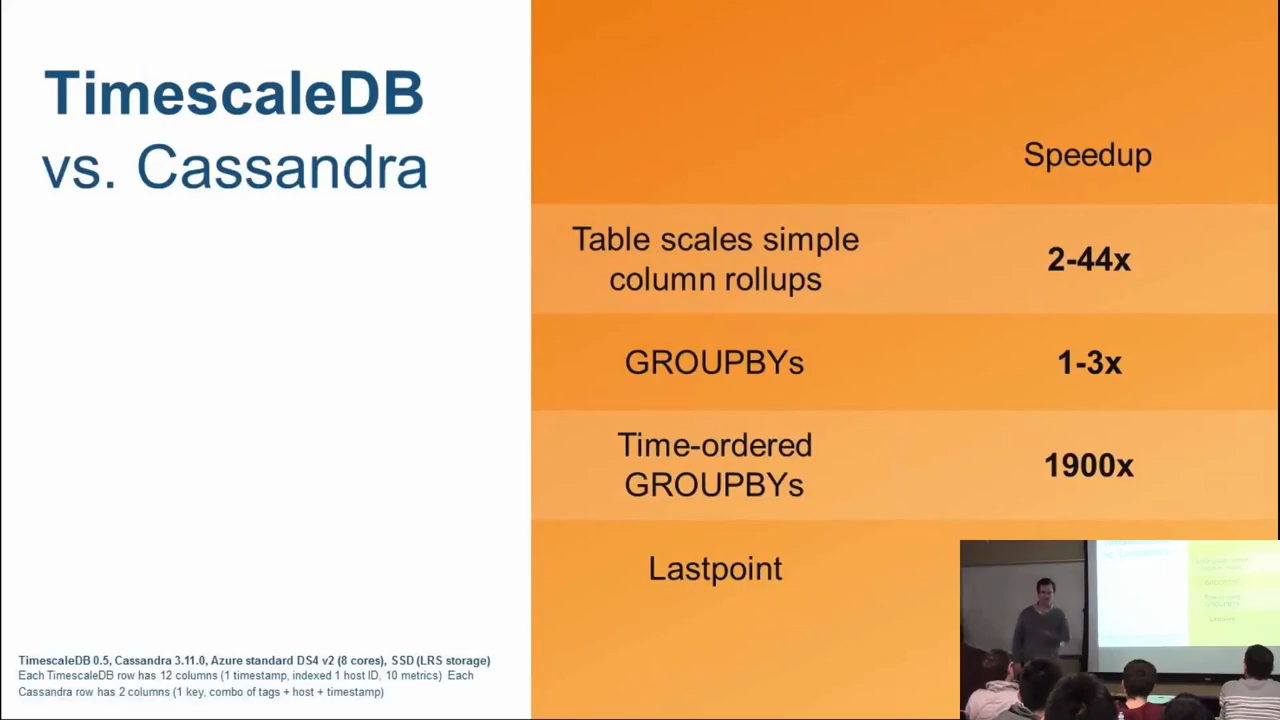 TimescaleDB
vs. Cassandra
Speedup
Table scales simple
column rollups
2-44x
GROUPBYs
1-3x
Time-ordered
GROUPBYs
1900x
Lastpoint
TimescaleDB 0.5, Cassandra 3.11.0, Azure standard DS4 v2 (8 cores), SSD (LRS storage)
Each TimescaleDB row has 12 columns (1 timestamp, indexed 1 host ID, 10 metrics) Each
Cassandra row has 2 columns (1 key, combo of tags + host + timestamp)